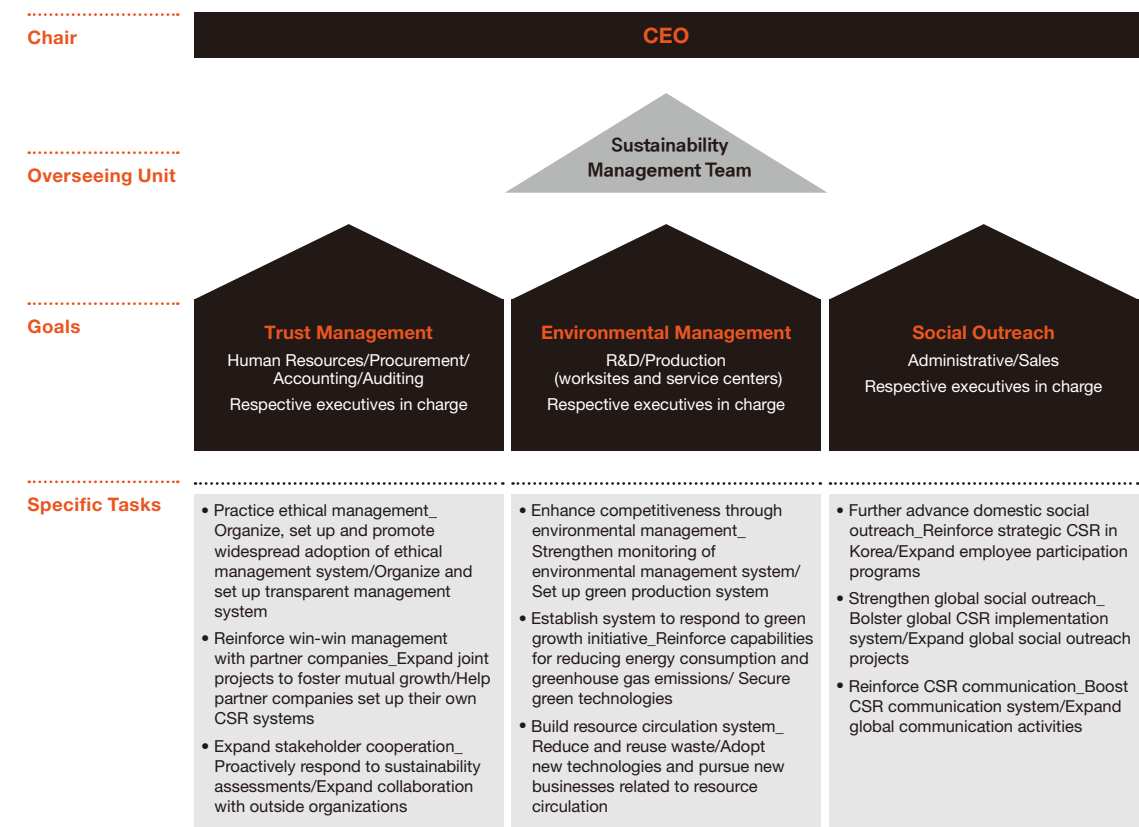 Chair
CEO
Overseeing Unit
Sustainability
Management Team
Goals
Trust Management
Human Resources/Procurement/
Accounting/Auditing
Respective executives in charge
Environmental Management
R&D/Production
(worksites and service centers)
Respective executives in charge
Social Outreach
Administrative/Sales
Respective executives in charge
Specific Tasks
• Practice ethical management_
Organize, set up and promote
widespread adoption of ethical
management system/Organize and
set up transparent management
system
• Reinforce win-win management
with partner companies_Expand joint
projects to foster mutual growth/Help
partner companies set up their own
CSR systems
• Expand stakeholder cooperation_
Proactively respond to sustainability
assessments/Expand collaboration
with outside organizations
• Enhance competitiveness through
environmental management_
Strengthen monitoring of
environmental management system/
Set up green production system
• Establish system to respond to green
growth initiative_Reinforce capabilities
for reducing energy consumption and
greenhouse gas emissions/ Secure
green technologies
• Build resource circulation system_
Reduce and reuse waste/Adopt
new technologies and pursue new
businesses related to resource
circulation
• Further advance domestic social
outreach_Reinforce strategic CSR in
Korea/Expand employee participation
programs
• Strengthen global social outreach_
Bolster global CSR implementation
system/Expand global social outreach
projects
• Reinforce CSR communication_Boost
CSR communication system/Expand
global communication activities